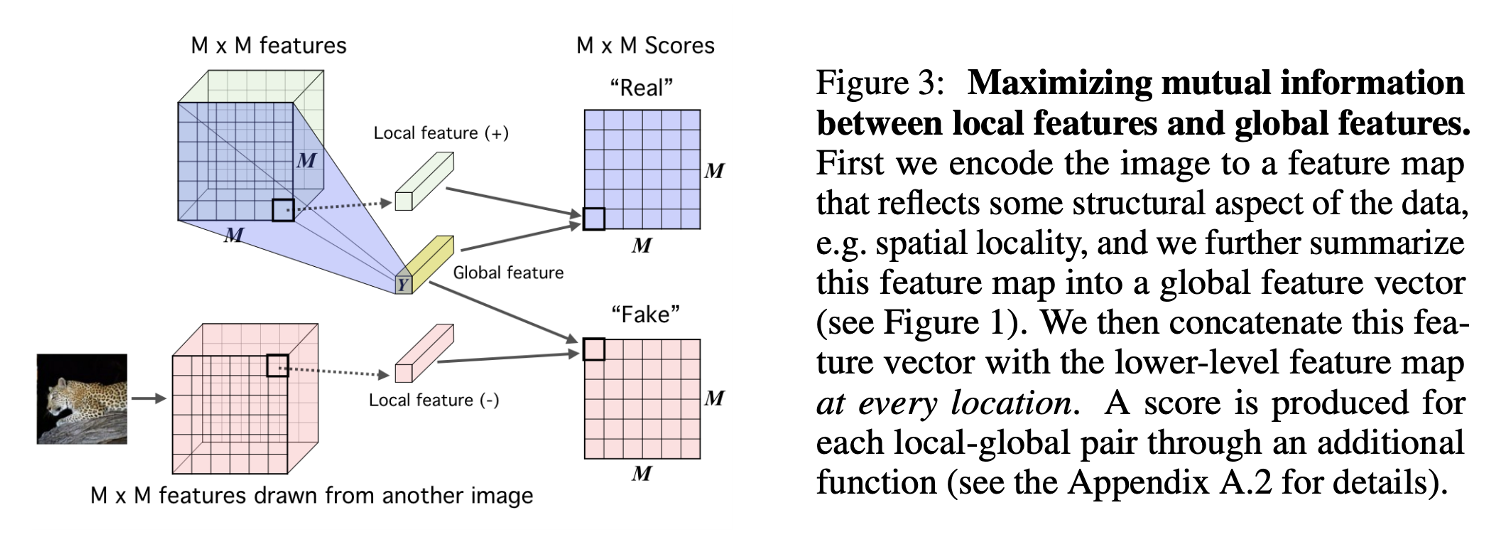 M x M features
M x M Scores
“Real”
Local feature (+)
M
M
M
M
Y
Global feature
“Fake”
Local feature (-)
M
M
M x M features drawn from another image
Figure 3: Maximizing mutual information
between local features and global features.
First we encode the image to a feature map
that reflects some structural aspect of the data,
e.g. spatial locality, and we further summarize
this feature map into a global feature vector
(see Figure 1). We then concatenate this fea-
ture vector with the lower-level feature map
at every location. A score is produced for
each local-global pair through an additional
function (see the Appendix A.2 for details).